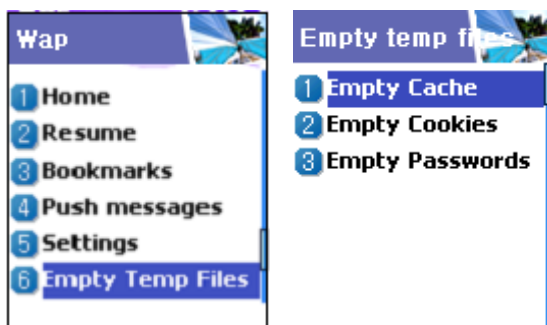 Wap
1 Home
2 Resume
3 Bookmarks
4 Push messages
5 Settings
6 Empty Temp Files
Empty temp files
1 Empty Cache
2 Empty Cookies
3 Empty Passwords